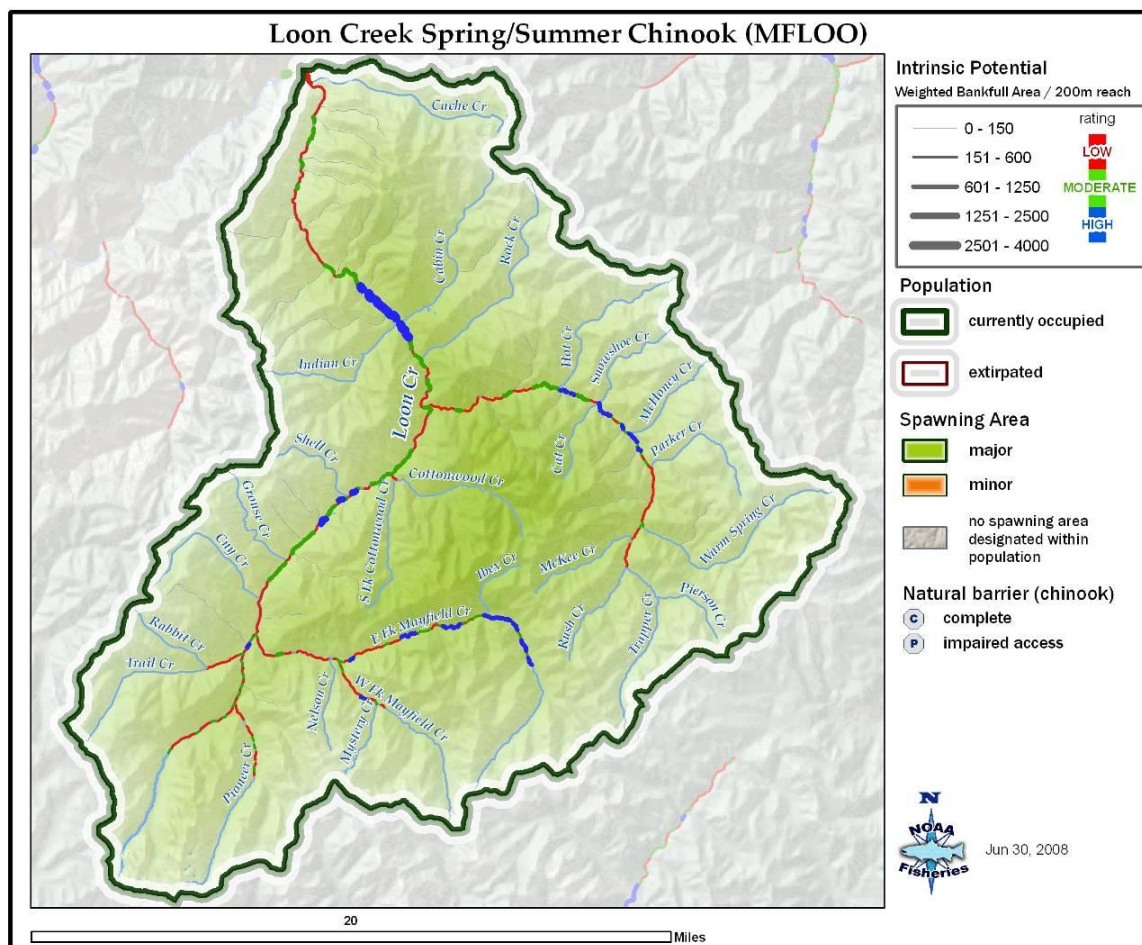 Loon Creek Spring/Summer Chinook (MFLOO)
Intrinsic Potential
Weighted Bankfull Area / 200m reach
rating
0 - 150
151 - 600
601 - 1250
1251 - 2500
2501 - 4000
LOW
MODERATE
HIGH
Population
currently occupied
extirpated
Spawning Area
major
minor
no spawning area
designated within
population
Natural barrier (chinook)
C complete
P impaired access
N
NOAA
Fisheries
Jun 30, 2008
Cache Cr
Cabin Cr
Rock Cr
Indian Cr
Loon Cr
Hot Cr
Snowshoe Cr
McHoney Cr
Parker Cr
Cat Cr
Shell Cr
Cottonwood Cr
S Fk Cottonwood Cr
Grouse Cr
Cuy Cr
Warm Spring Cr
McKee Cr
Ibex Cr
Pierson Cr
Rush Cr
Trapper Cr
E Fk Mayfield Cr
Rabbit Cr
Trail Cr
W Fk Mayfield Cr
Nelson Cr
Mystery Cr
Pioneer Cr
20
Miles